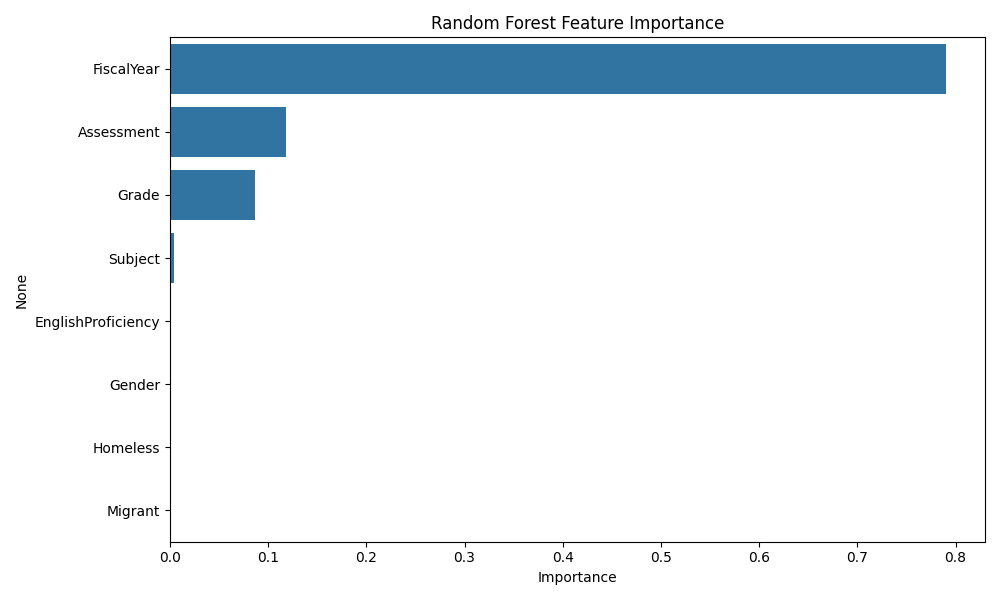 Random Forest Feature Importance
FiscalYear
Assessment
Grade
Subject
EnglishProficiency
Gender
Homeless
Migrant
None
0.0 0.1 0.2 0.3 0.4 0.5 0.6 0.7 0.8
Importance